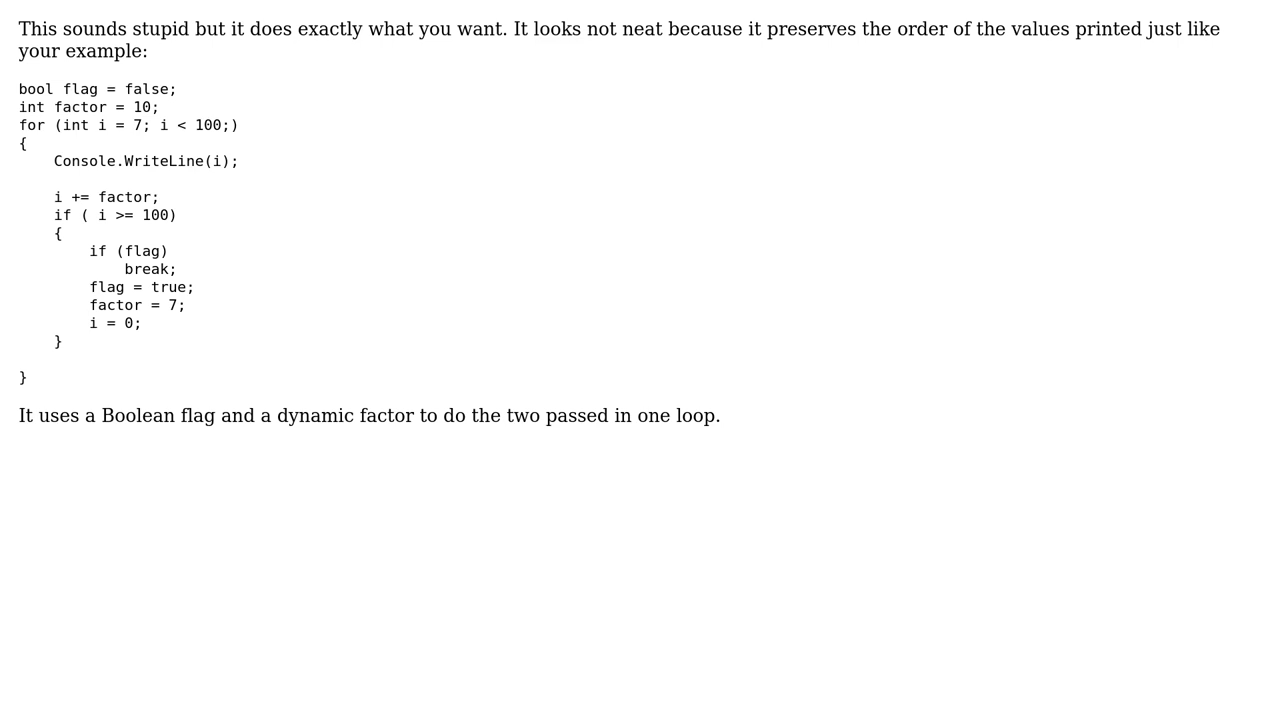 This sounds stupid but it does exactly what you want. It looks not neat because it preserves the order of the values printed just like
your example:
bool flag = false;
int factor = 10;
for (int i = 7; i < 100;)
{
    Console.WriteLine(i);

    i += factor;
    if ( i >= 100)
    {
        if (flag)
            break;
        flag = true;
        factor = 7;
        i = 0;
    }

}
It uses a Boolean flag and a dynamic factor to do the two passed in one loop.